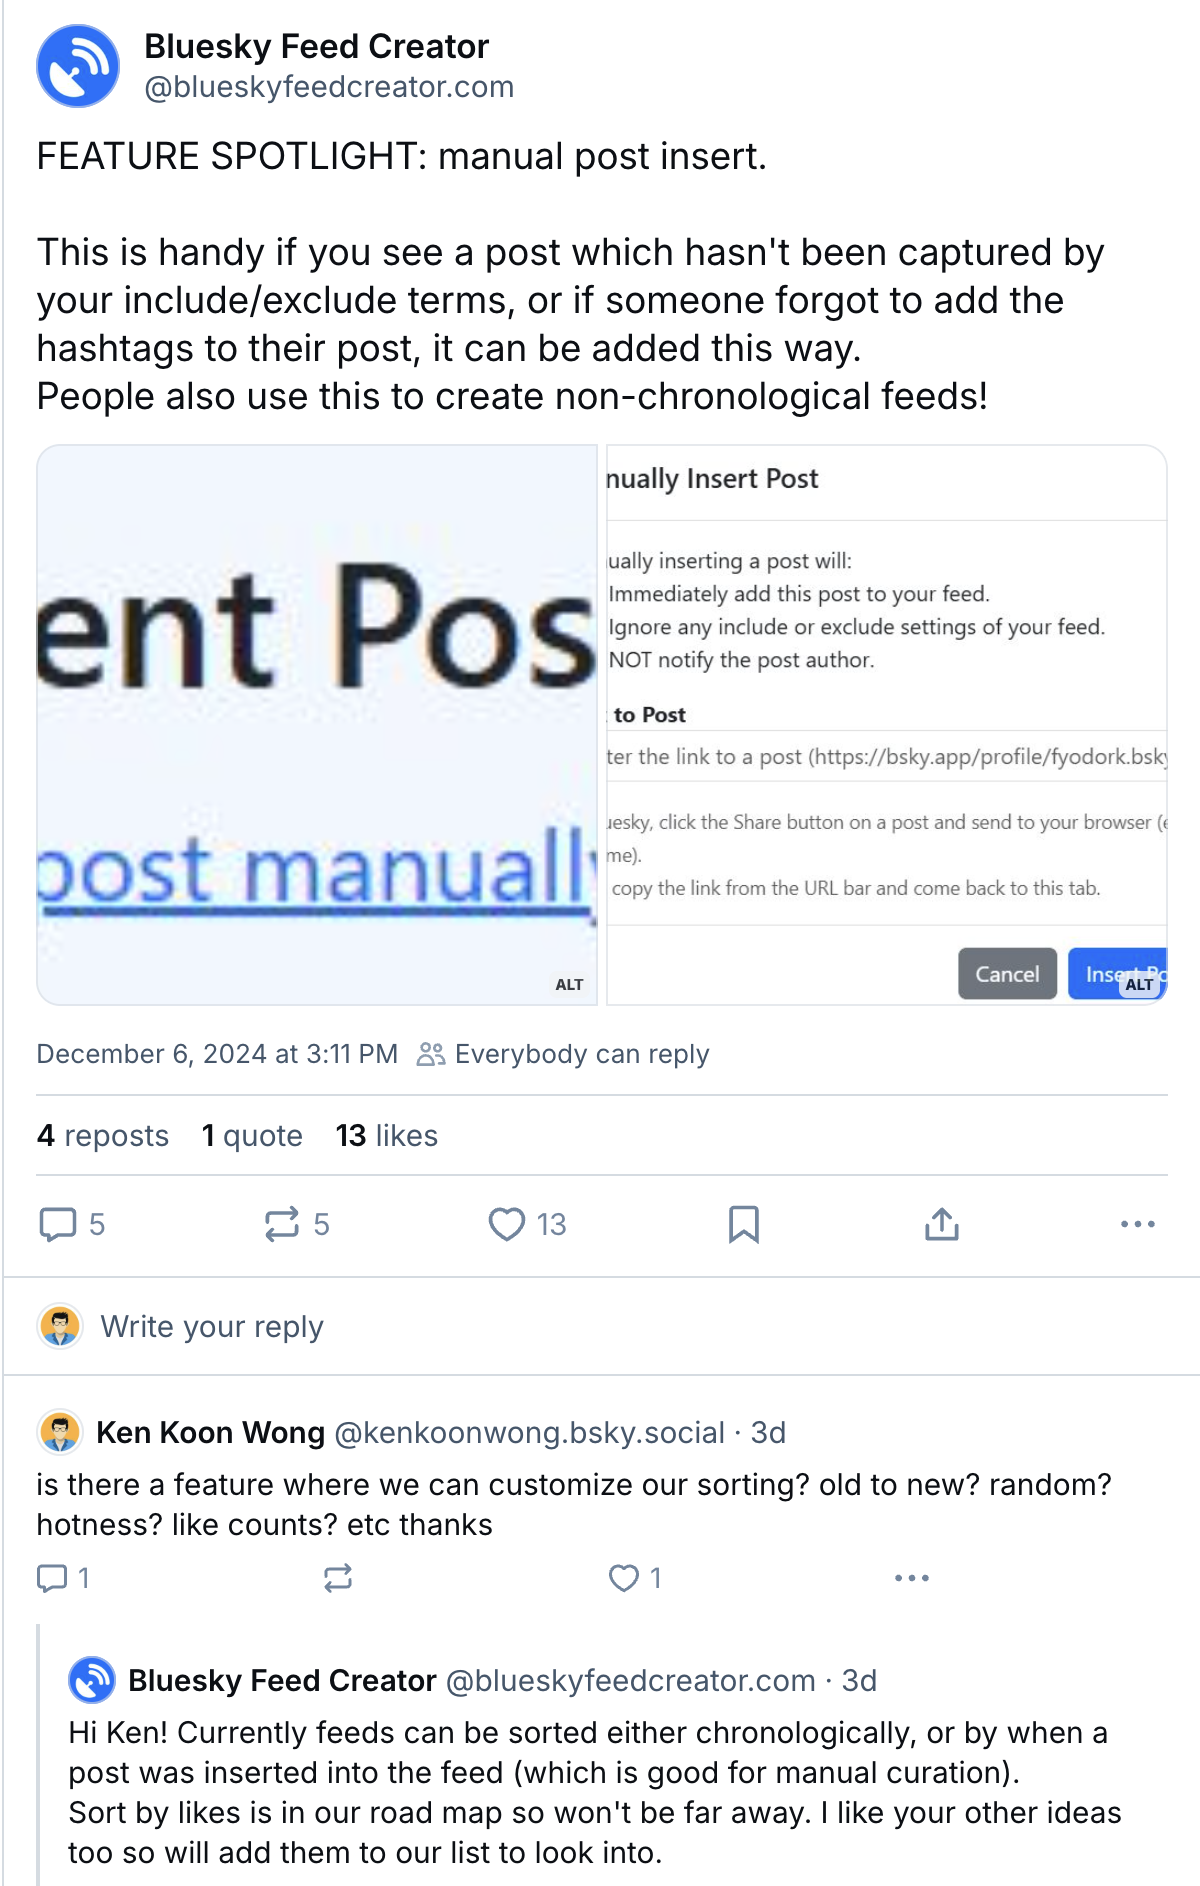 Bluesky Feed Creator
@blueskyfeedcreator.com
FEATURE SPOTLIGHT: manual post insert.
This is handy if you see a post which hasn't been captured by
your include/exclude terms, or if someone forgot to add the
hashtags to their post, it can be added this way.
People also use this to create non-chronological feeds!
ent Pos
post manually
ALT
nually Insert Post
ually inserting a post will:
Immediately add this post to your feed.
Ignore any include or exclude settings of your feed.
NOT notify the post author.
to Post
ter the link to a post (https://bsky.app/profile/fyodork.bsky
uesky, click the Share button on a post and send to your browser (e
me).
copy the link from the URL bar and come back to this tab.
Cancel Insert Po
ALT
December 6, 2024 at 3:11 PM Everybody can reply
4 reposts 1 quote 13 likes
5 5 13
Write your reply
Ken Koon Wong @kenkoonwong.bsky.social · 3d
is there a feature where we can customize our sorting? old to new? random?
hotness? like counts? etc thanks
1 1
Bluesky Feed Creator @blueskyfeedcreator.com · 3d
Hi Ken! Currently feeds can be sorted either chronologically, or by when a
post was inserted into the feed (which is good for manual curation).
Sort by likes is in our road map so won't be far away. I like your other ideas
too so will add them to our list to look into.